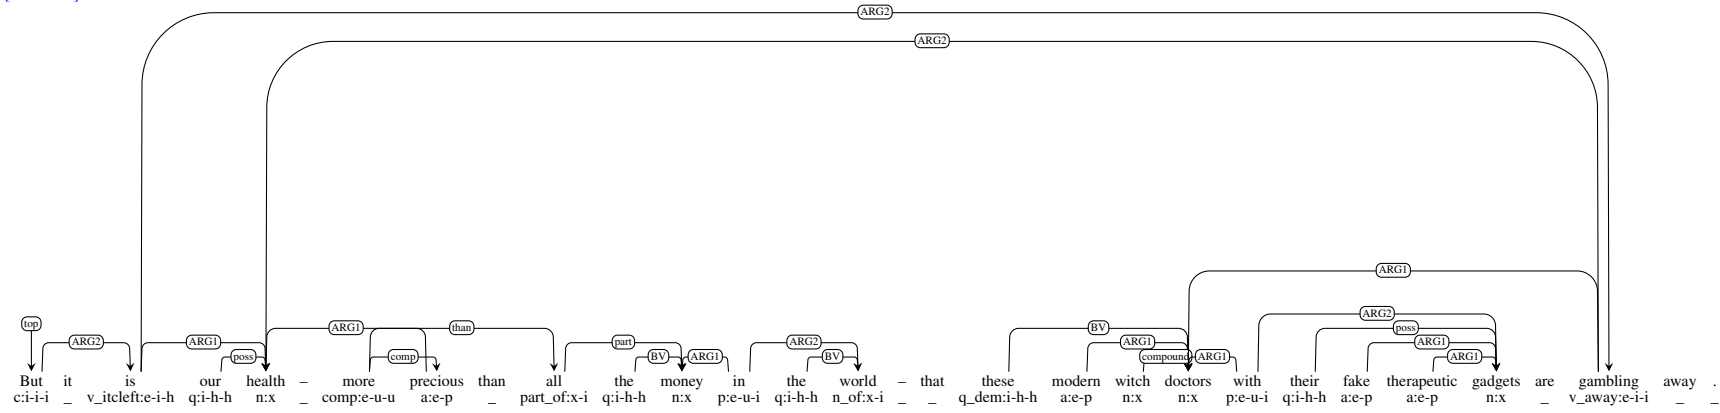 ARG2
ARG2
ARG1
top ARG2 ARG1 poss ARG1 than comp part BV ARG1 ARG2 BV BV ARG1 compound ARG1 ARG2 poss ARG1 ARG1
But it is our health – more precious than all the money in the world – that these modern witch doctors with their fake therapeutic gadgets are gambling away .
c:i-i-i _ v_itcleft:e-i-h q:i-h-h n:x _ comp:e-u-u a:e-p _ part_of:x-i q:i-h-h n:x p:e-u-i q:i-h-h n_of:x-i _ _ q_dem:i-h-h a:e-p n:x n:x p:e-u-i q:i-h-h a:e-p a:e-p n:x _ v_away:e-i-i _ _